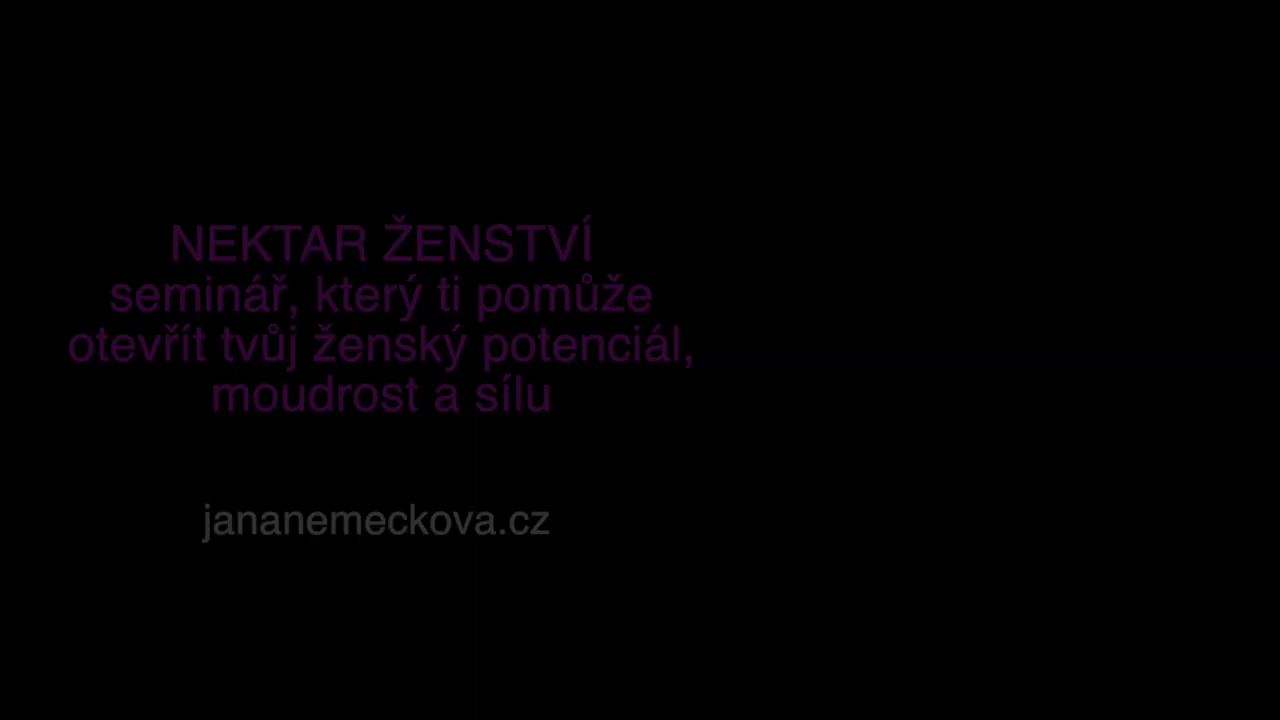 NEKTAR ŽENSTVÍ
seminář, který ti pomůže
otevřít tvůj ženský potenciál,
moudrost a sílu
jananemeckova.cz